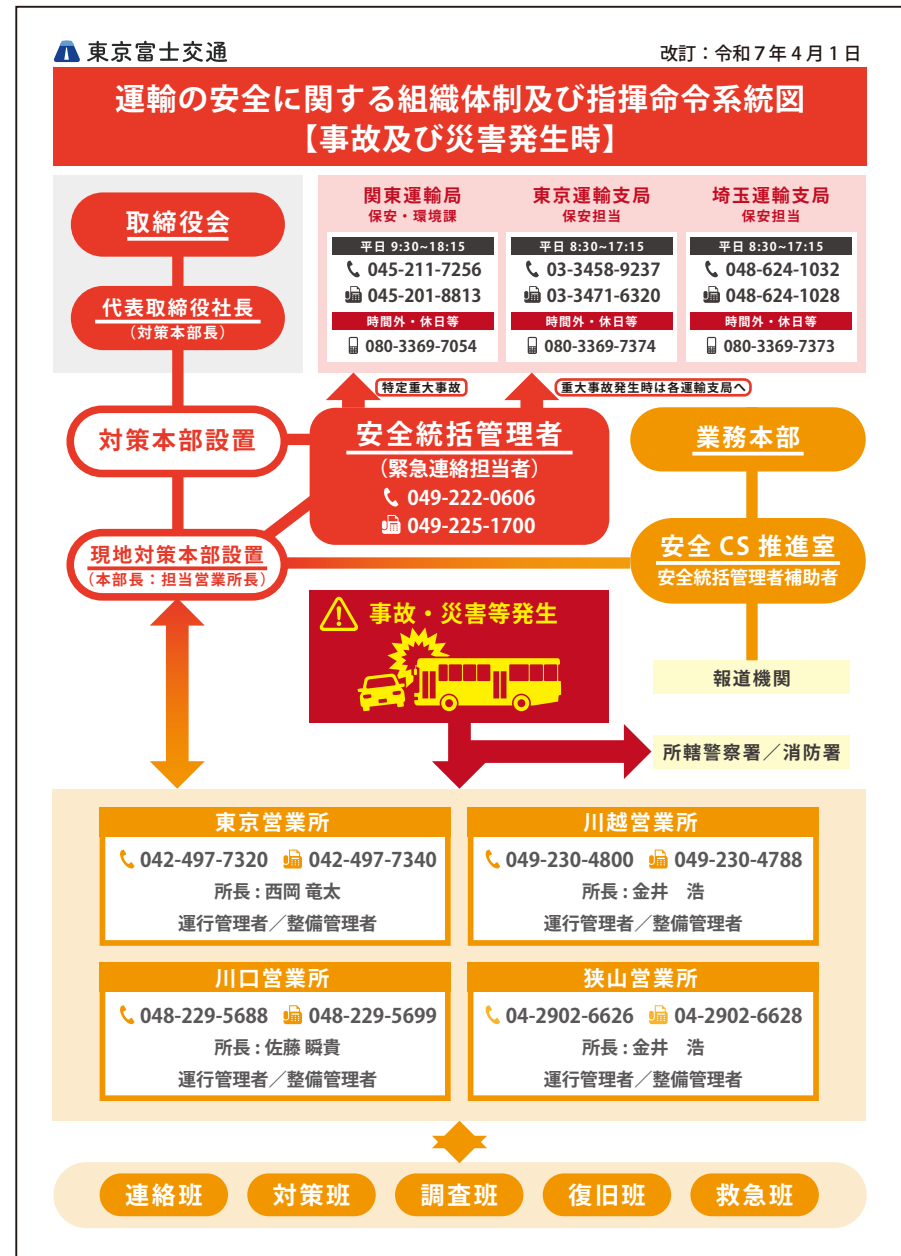 東京富士交通
改訂：令和７年４月１日
運輸の安全に関する組織体制及び指揮命令系統図
【事故及び災害発生時】
取締役会
代表取締役社長
（対策本部長）
関東運輸局
保安・環境課
平日 9:30~18:15
045-211-7256
045-201-8813
時間外・休日等
080-3369-7054
東京運輸支局
保安担当
平日 8:30~17:15
03-3458-9237
03-3471-6320
時間外・休日等
080-3369-7374
埼玉運輸支局
保安担当
平日 8:30~17:15
048-624-1032
048-624-1028
時間外・休日等
080-3369-7373
特定重大事故
重大事故発生時は各運輸支局へ
対策本部設置
安全統括管理者
（緊急連絡担当者）
049-222-0606
049-225-1700
業務本部
現地対策本部設置
（本部長：担当営業所長）
安全 CS 推進室
安全統括管理者補助者
事故・災害等発生
報道機関
所轄警察署／消防署
東京営業所
042-497-7320 042-497-7340
所長：西岡 竜太
運行管理者／整備管理者
川越営業所
049-230-4800 049-230-4788
所長：金井　浩
運行管理者／整備管理者
川口営業所
048-229-5688 048-229-5699
所長：佐藤 瞬貴
運行管理者／整備管理者
狭山営業所
04-2902-6626 04-2902-6628
所長：金井　浩
運行管理者／整備管理者
連絡班 対策班 調査班 復旧班 救急班